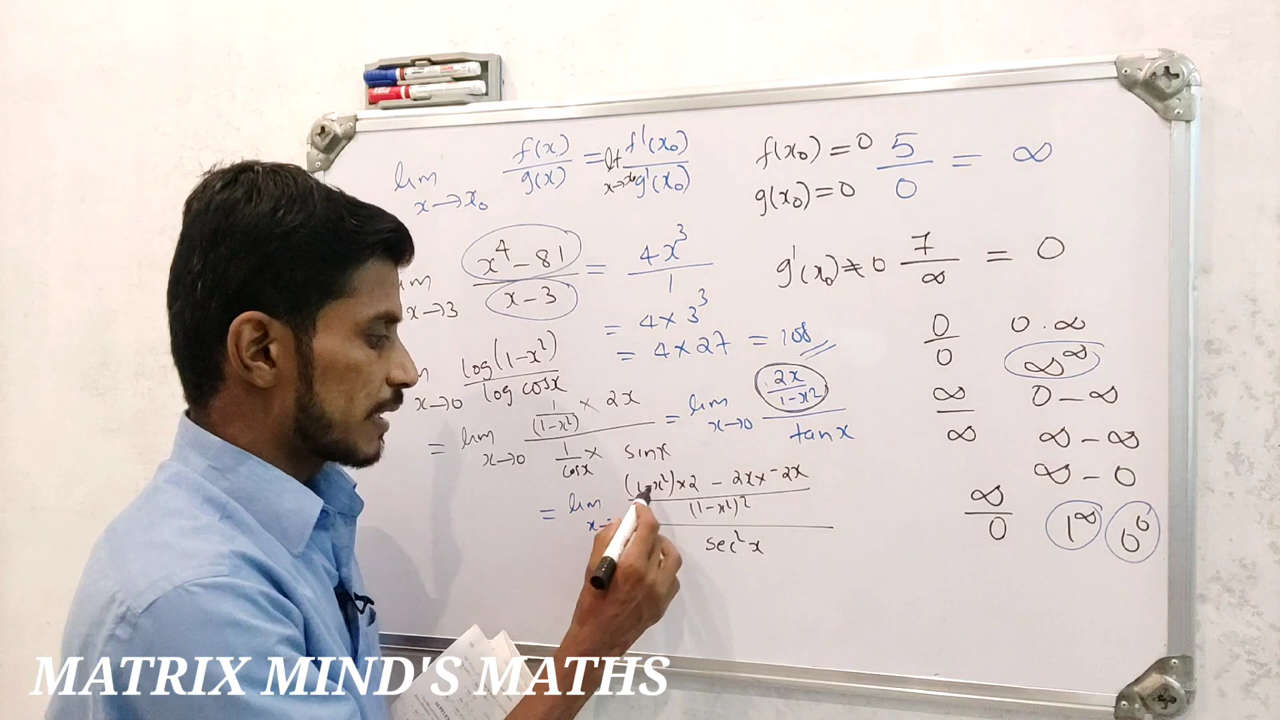 lim x→x₀ f(x)/g(x) = lt x→x₀ f'(x₀)/g'(x₀)
f(x₀) = 0
g(x₀) = 0
5/0 = ∞
x→3 (x⁴ - 81)/(x - 3) = 4x³/1
= 4×3³
= 4×27 = 108
g'(x₀) ≠ 0
7/∞ = 0
x→0 log(1-x²)/log cosx
= lim x→0 (1/(1-x²) × 2x)/(1/cosx × sinx) = lim x→0 (2x/(1-x²))/tanx
= lim ((1-x²)×2 - 2x×-2x)/(1-x²)² / sec²x
0/0 0.∞
∞^∞
∞/∞ 0-∞
∞-∞
∞-0
∞/0 1^∞ 0⁰
MATRIX MIND'S MATHS